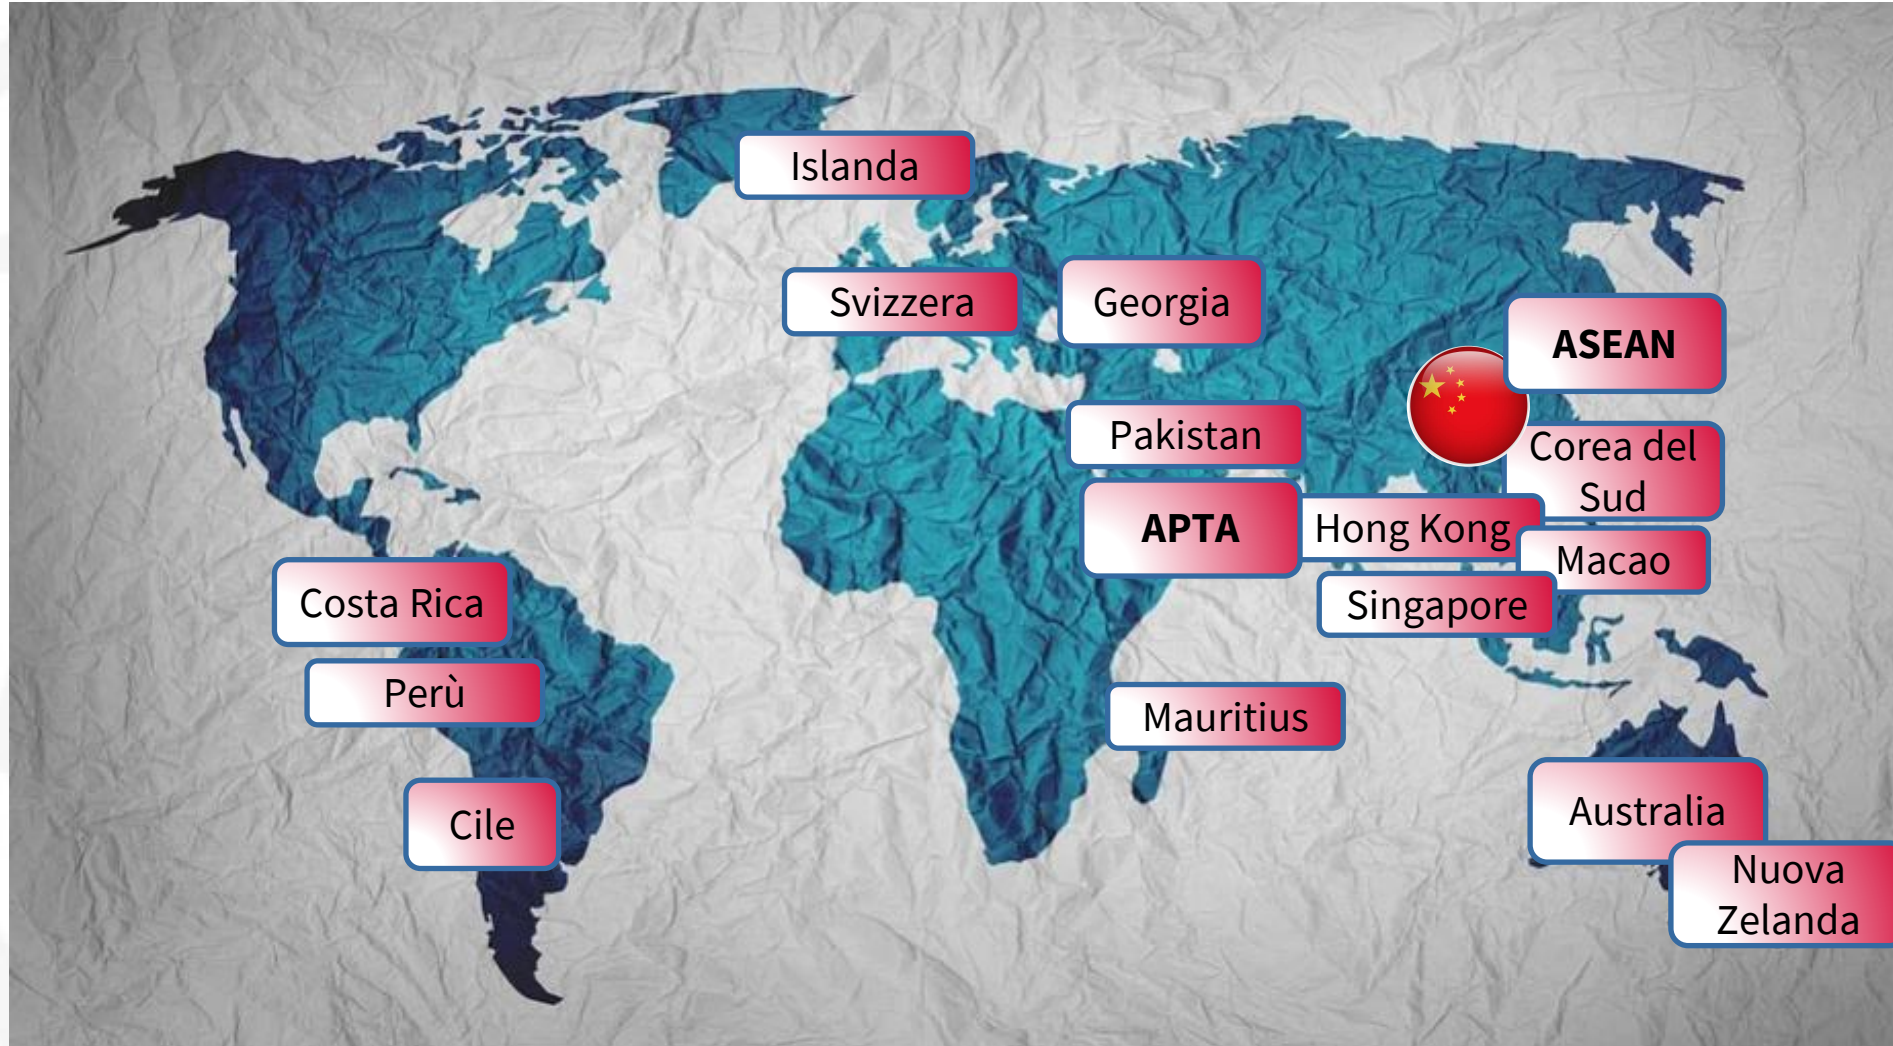 Islanda
Svizzera
Georgia
ASEAN
Pakistan
Corea del
Sud
APTA
Hong Kong
Macao
Costa Rica
Singapore
Perù
Mauritius
Cile
Australia
Nuova
Zelanda